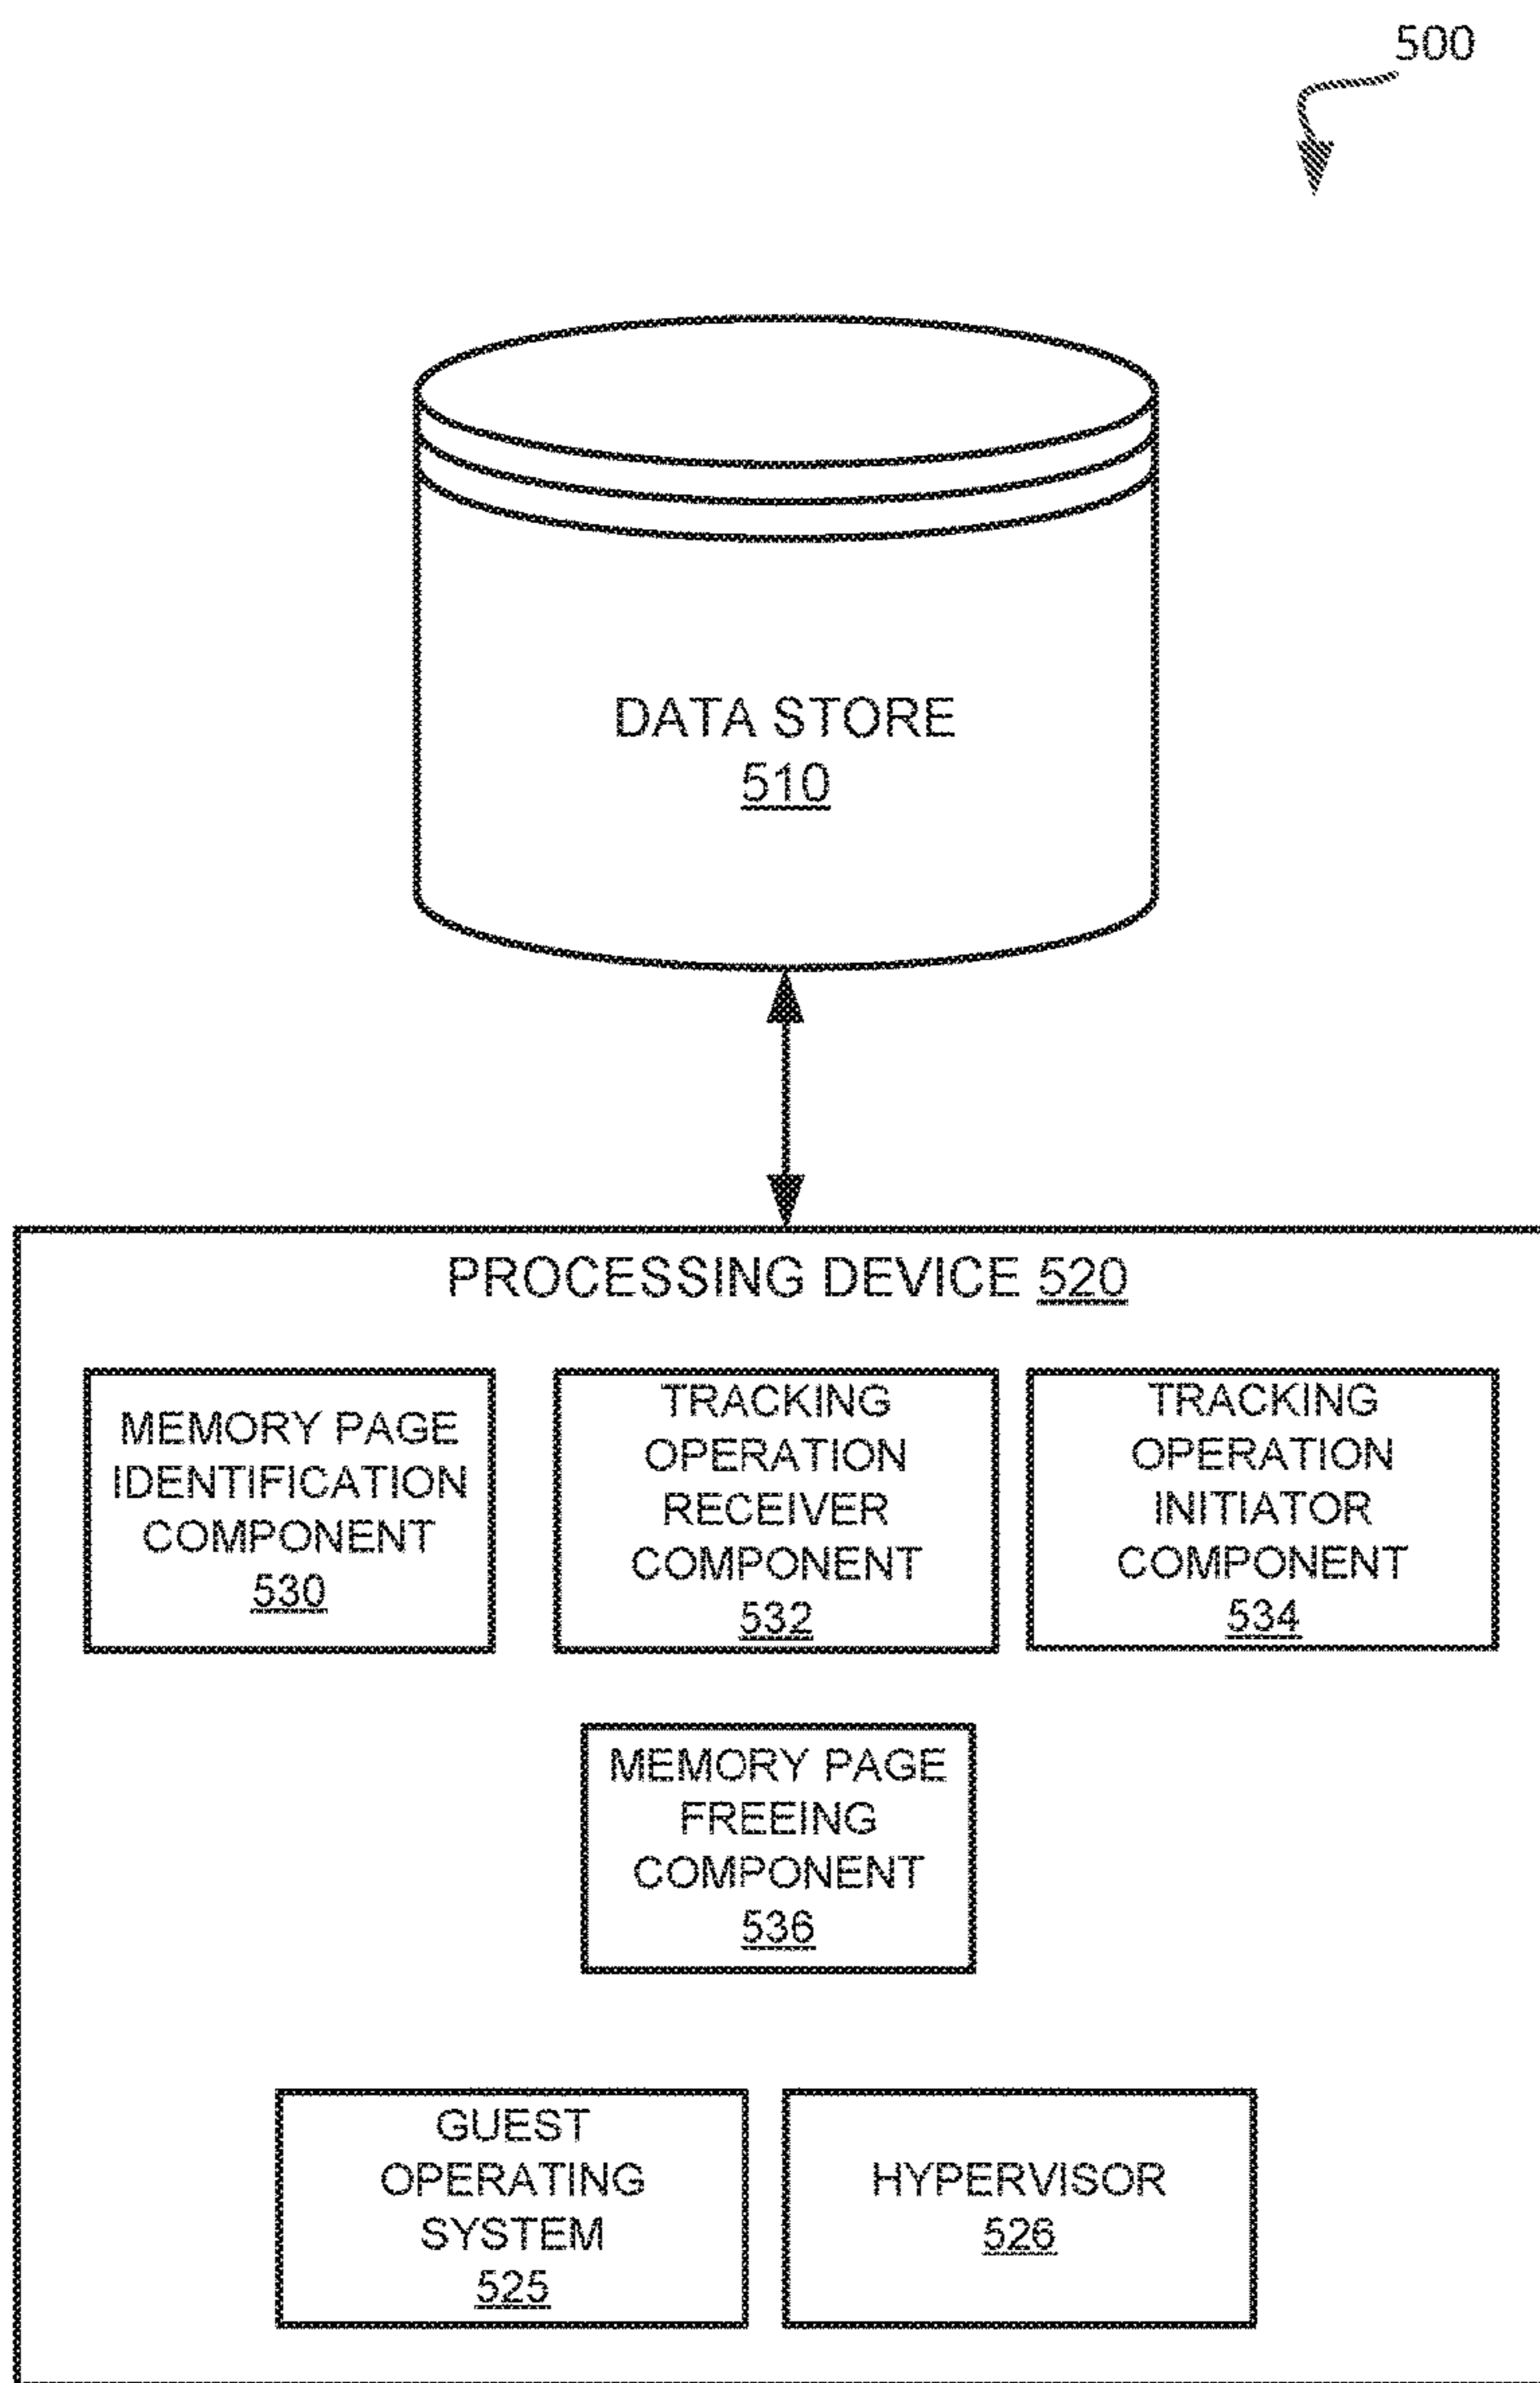 500
DATA STORE
510
PROCESSING DEVICE 520
MEMORY PAGE
IDENTIFICATION
COMPONENT
530
TRACKING
OPERATION
RECEIVER
COMPONENT
532
TRACKING
OPERATION
INITIATOR
COMPONENT
534
MEMORY PAGE
FREEING
COMPONENT
536
GUEST
OPERATING
SYSTEM
525
HYPERVISOR
526